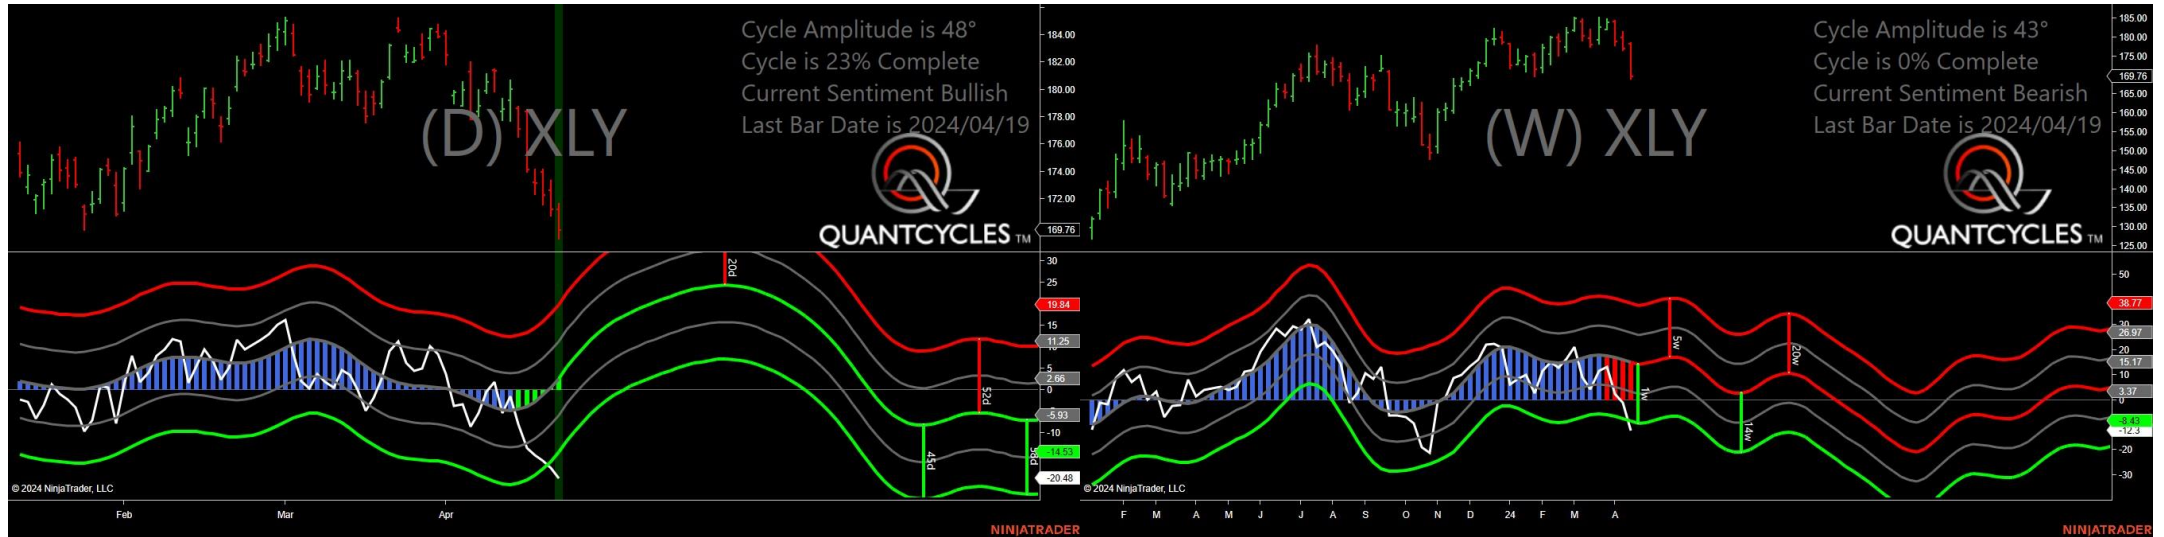 Cycle Amplitude is 48°
Cycle is 23% Complete
Current Sentiment Bullish
Last Bar Date is 2024/04/19
(D) XLY
QUANTCYCLES TM
184.00
182.00
180.00
178.00
176.00
174.00
172.00
169.76
30
25
19.84
15
11.25
5
2.66
0
-5.93
-10
-14.53
-20.48
20d
52d
45d
© 2024 NinjaTrader, LLC
Feb Mar Apr
NINJATRADER
Cycle Amplitude is 43°
Cycle is 0% Complete
Current Sentiment Bearish
Last Bar Date is 2024/04/19
(W) XLY
QUANTCYCLES TM
185.00
180.00
175.00
169.76
165.00
160.00
155.00
150.00
145.00
140.00
135.00
130.00
125.00
50
38.77
30
26.97
20
15.17
10
3.37
0
-8.43
-12.3
-20
-30
5w
20w
1w
14w
© 2024 NinjaTrader, LLC
F M A M J J A S O N D 24 F M A
NINJATRADER